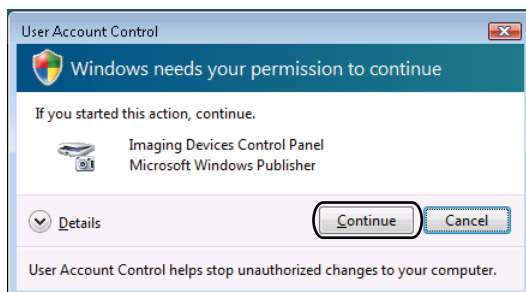 User Account Control
Windows needs your permission to continue
If you started this action, continue.
Imaging Devices Control Panel
Microsoft Windows Publisher
Details
Continue
Cancel
User Account Control helps stop unauthorized changes to your computer.